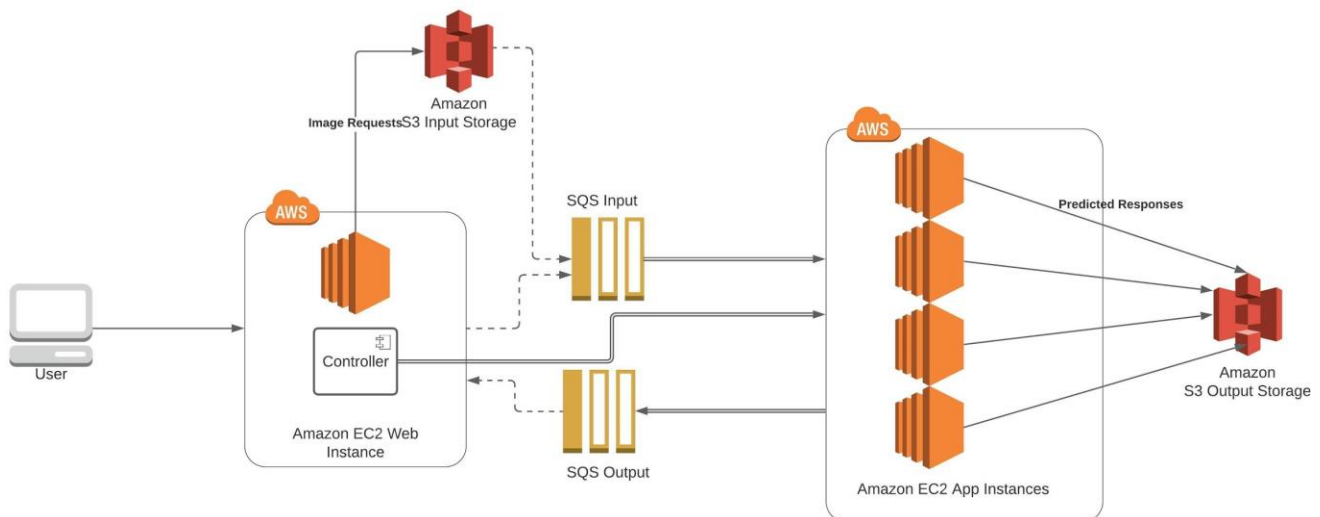 Amazon
S3 Input Storage
Image Requests
AWS
AWS
SQS Input
Predicted Responses
User
Controller
Amazon EC2 Web
Instance
SQS Output
Amazon
S3 Output Storage
Amazon EC2 App Instances